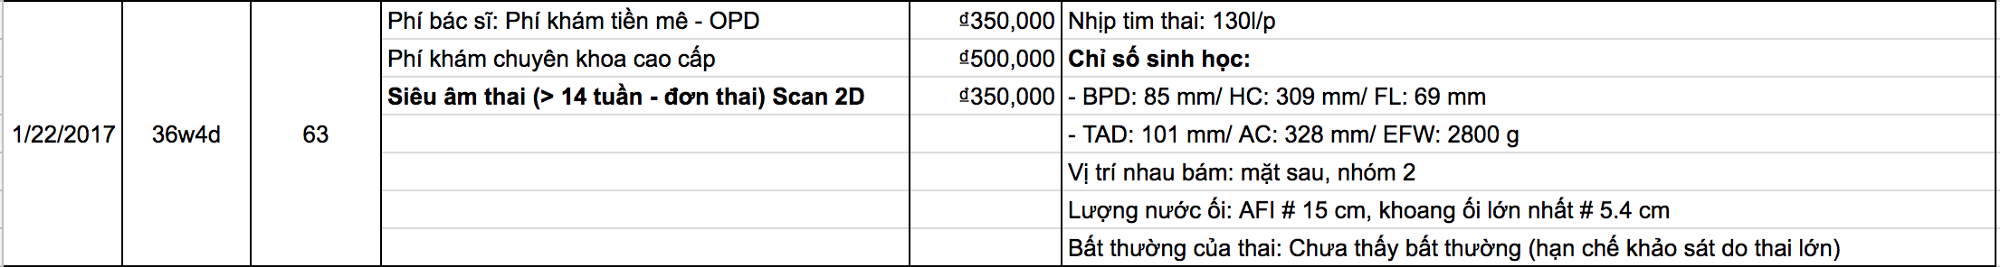 1/22/2017
36w4d
63
Phí bác sĩ: Phí khám tiền mê - OPD
₫350,000
Phí khám chuyên khoa cao cấp
₫500,000
Siêu âm thai (> 14 tuần - đơn thai) Scan 2D
₫350,000
Nhịp tim thai: 130l/p
Chỉ số sinh học:
- BPD: 85 mm/ HC: 309 mm/ FL: 69 mm
- TAD: 101 mm/ AC: 328 mm/ EFW: 2800 g
Vị trí nhau bám: mặt sau, nhóm 2
Lượng nước ối: AFI # 15 cm, khoang ối lớn nhất # 5.4 cm
Bất thường của thai: Chưa thấy bất thường (hạn chế khảo sát do thai lớn)